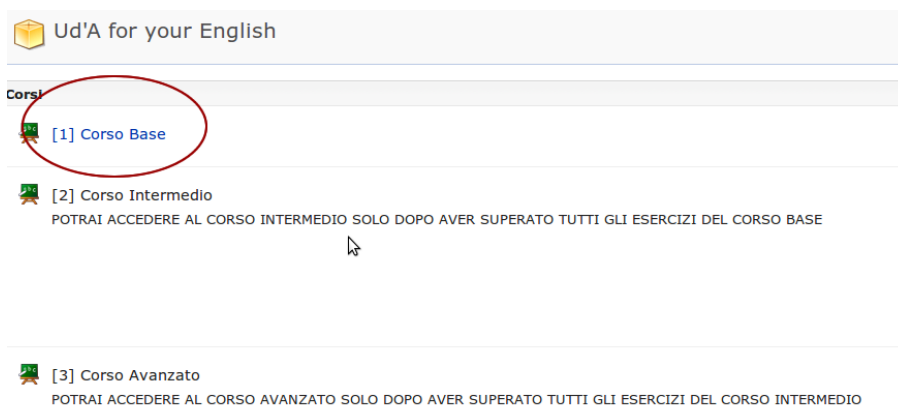 Ud'A for your English
Corsi
[1] Corso Base
[2] Corso Intermedio
POTRAI ACCEDERE AL CORSO INTERMEDIO SOLO DOPO AVER SUPERATO TUTTI GLI ESERCIZI DEL CORSO BASE
[3] Corso Avanzato
POTRAI ACCEDERE AL CORSO AVANZATO SOLO DOPO AVER SUPERATO TUTTI GLI ESERCIZI DEL CORSO INTERMEDIO